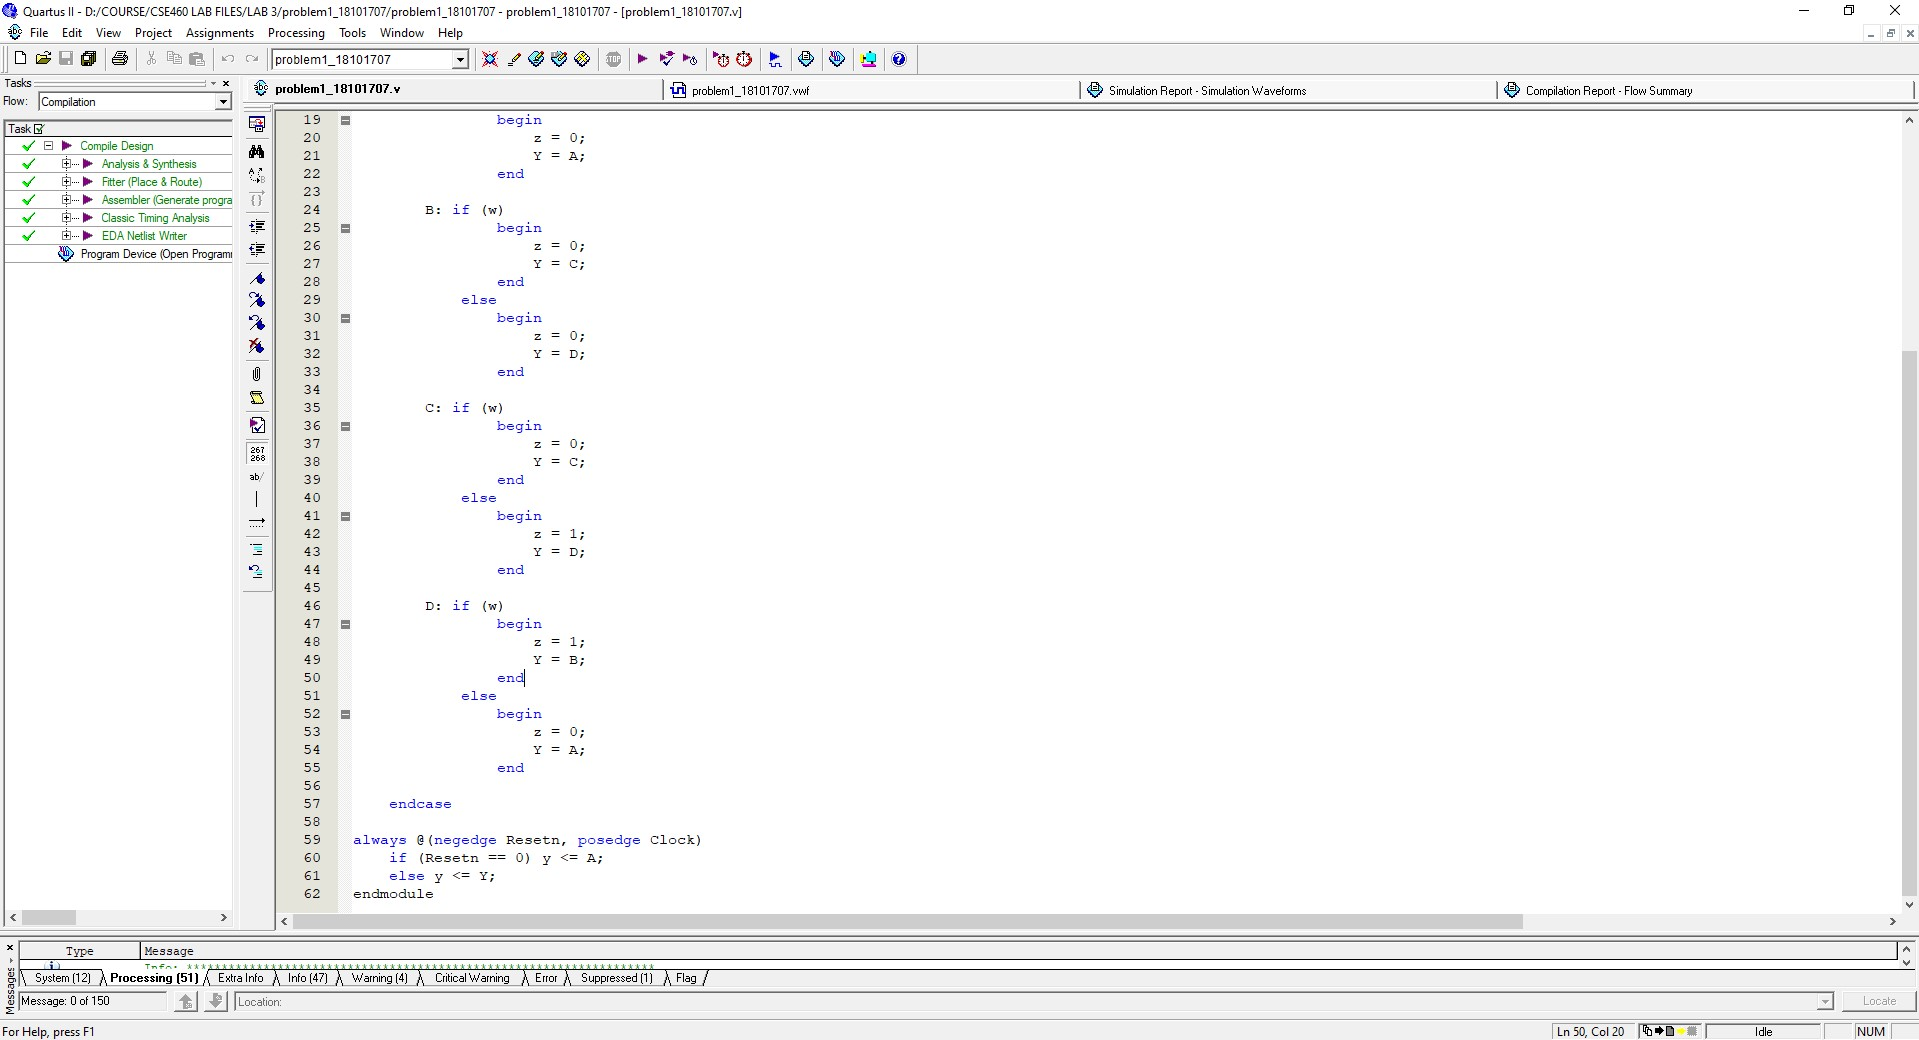 Quartus II - D:/COURSE/CSE460 LAB FILES/LAB 3/problem1_18101707/problem1_18101707 - problem1_18101707 - [problem1_18101707.v]
File Edit View Project Assignments Processing Tools Window Help
problem1_18101707
STOP
Tasks
Flow: Compilation
Task
Compile Design
Analysis & Synthesis
Fitter (Place & Route)
Assembler (Generate progra
Classic Timing Analysis
EDA Netlist Writer
Program Device (Open Program
abc problem1_18101707.v problem1_18101707.vwf Simulation Report - Simulation Waveforms Compilation Report - Flow Summary
267
268
ab/
19 begin
20 z = 0;
21 Y = A;
22 end
23
24 B: if (w)
25 begin
26 z = 0;
27 Y = C;
28 end
29 else
30 begin
31 z = 0;
32 Y = D;
33 end
34
35 C: if (w)
36 begin
37 z = 0;
38 Y = C;
39 end
40 else
41 begin
42 z = 1;
43 Y = D;
44 end
45
46 D: if (w)
47 begin
48 z = 1;
49 Y = B;
50 end
51 else
52 begin
53 z = 0;
54 Y = A;
55 end
56
57 endcase
58
59 always @(negedge Resetn, posedge Clock)
60 if (Resetn == 0) y <= A;
61 else y <= Y;
62 endmodule
Messages
Type Message
Info: *******************************************************
System (12) Processing (51) Extra Info Info (47) Warning (4) Critical Warning Error Suppressed (1) Flag
Message: 0 of 150 Location: Locate
For Help, press F1 Ln 50, Col 20 Idle NUM